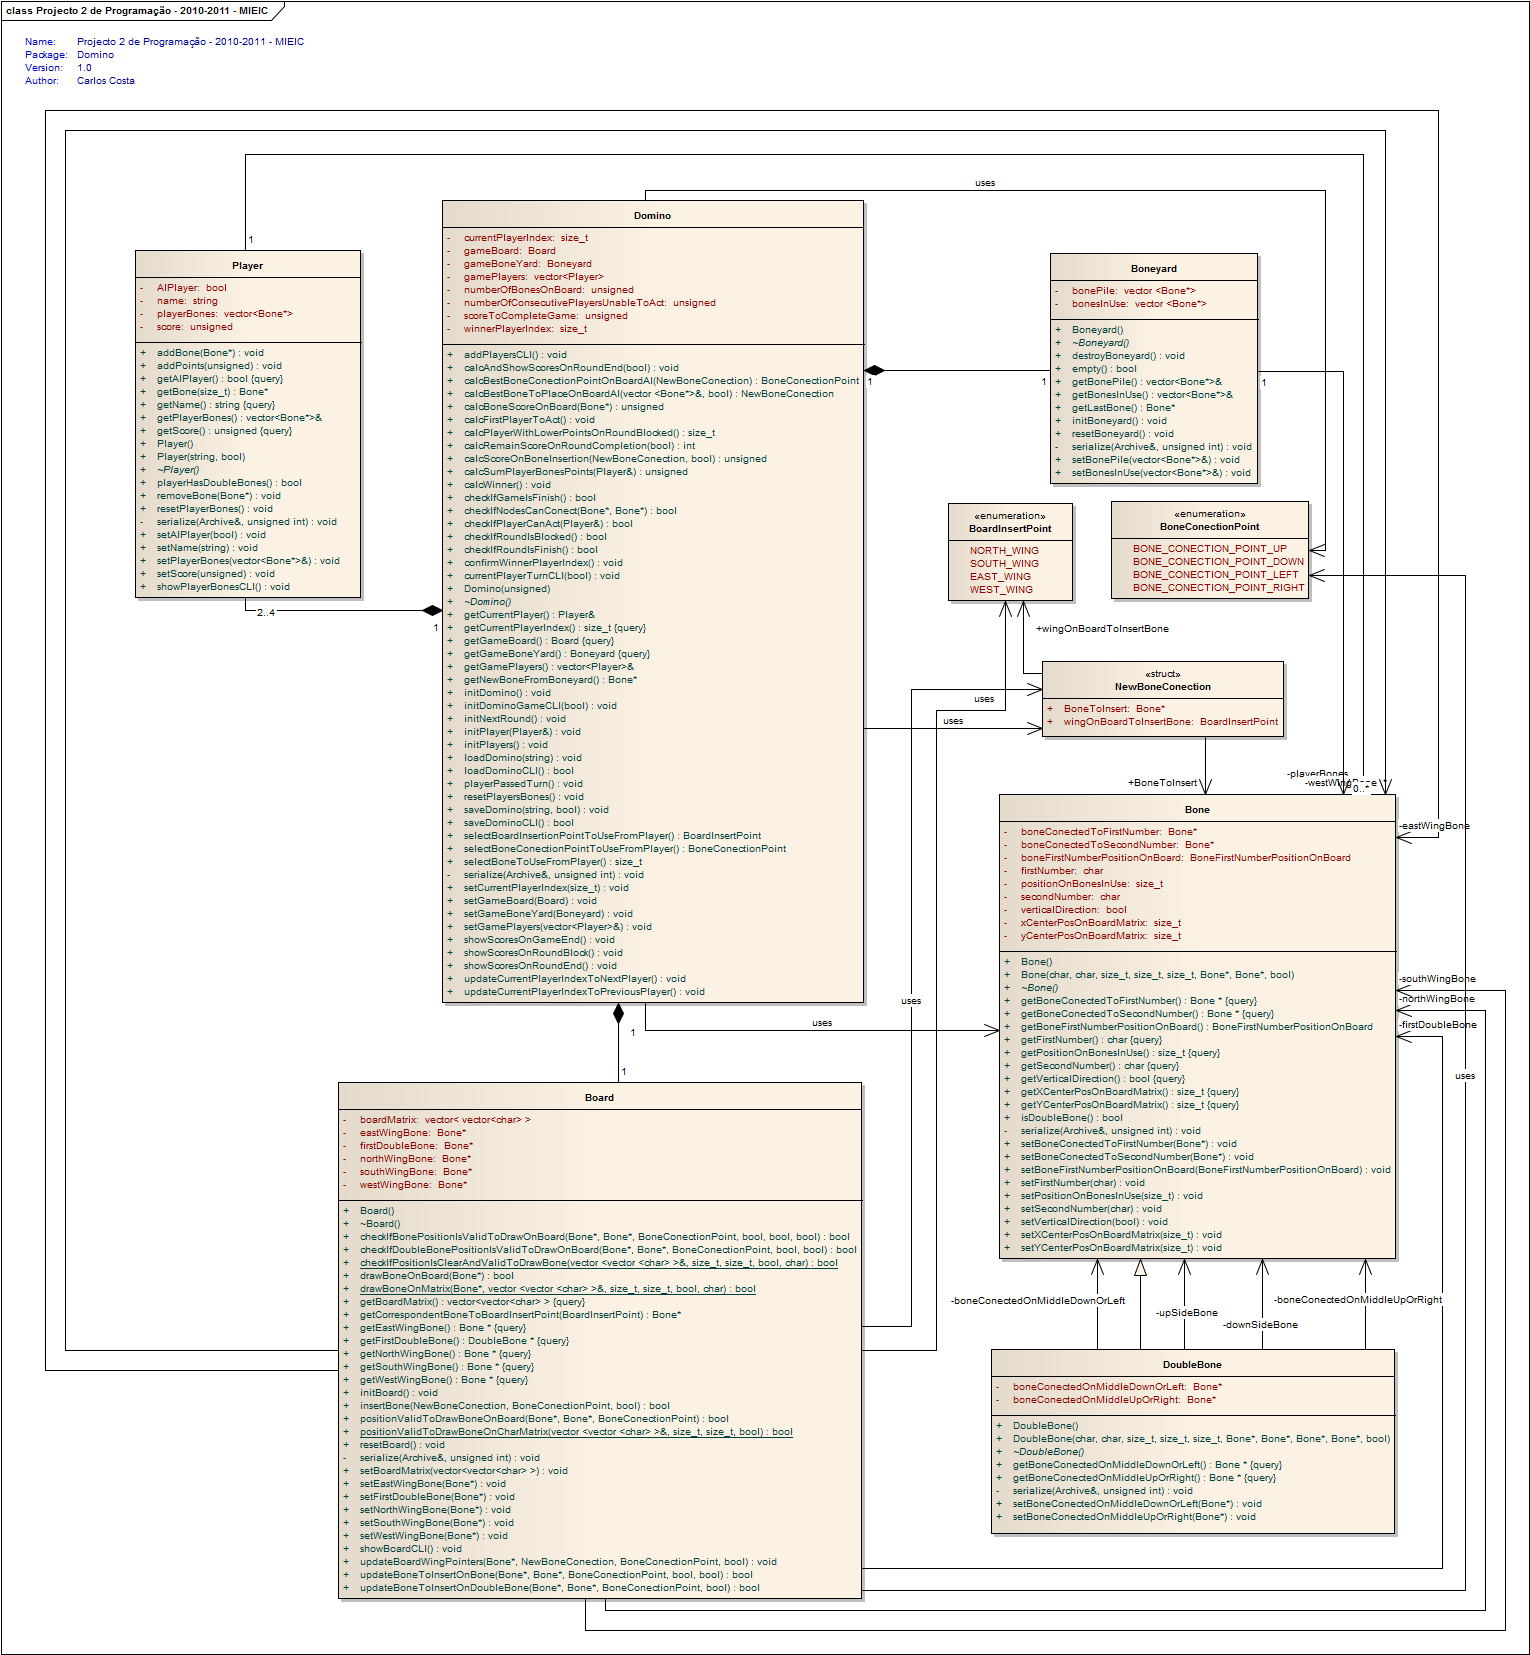 class Projecto 2 de Programação - 2010-2011 - MIEIC
Name: Projecto 2 de Programação - 2010-2011 - MIEIC
Package: Domino
Version: 1.0
Author: Carlos Costa
uses
1
Player
- AIPlayer: bool
- name: string
- playerBones: vector<Bone*>
- score: unsigned
+ addBone(Bone*) : void
+ addPoints(unsigned) : void
+ getAIPlayer() : bool {query}
+ getBone(size_t) : Bone*
+ getName() : string {query}
+ getPlayerBones() : vector<Bone*>&
+ getScore() : unsigned {query}
+ Player()
+ Player(string, bool)
+ ~Player()
+ playerHasDoubleBones() : bool
+ removeBone(Bone*) : void
+ resetPlayerBones() : void
- serialize(Archive&, unsigned int) : void
+ setAIPlayer(bool) : void
+ setName(string) : void
+ setPlayerBones(vector<Bone*>&) : void
+ setScore(unsigned) : void
+ showPlayerBonesCLI() : void
2..4
1
Domino
- currentPlayerIndex: size_t
- gameBoard: Board
- gameBoneYard: Boneyard
- gamePlayers: vector<Player>
- numberOfBonesOnBoard: unsigned
- numberOfConsecutivePlayersUnableToAct: unsigned
- scoreToCompleteGame: unsigned
- winnerPlayerIndex: size_t
+ addPlayersCLI() : void
+ calcAndShowScoresOnRoundEnd(bool) : void
+ calcBestBoneConectionPointOnBoardAI(NewBoneConection) : BoneConectionPoint
+ calcBestBoneToPlaceOnBoardAI(vector <Bone*>&, bool) : NewBoneConection
+ calcBoneScoreOnBoard(Bone*) : unsigned
+ calcFirstPlayerToAct() : void
+ calcPlayerWithLowerPointsOnRoundBlocked() : size_t
+ calcRemainScoreOnRoundCompletion(bool) : int
+ calcScoreOnBoneInsertion(NewBoneConection, bool) : unsigned
+ calcSumPlayerBonesPoints(Player&) : unsigned
+ calcWinner() : void
+ checkIfGameIsFinish() : bool
+ checkIfNodesCanConect(Bone*, Bone*) : bool
+ checkIfPlayerCanAct(Player&) : bool
+ checkIfRoundIsBlocked() : bool
+ checkIfRoundIsFinish() : bool
+ confirmWinnerPlayerIndex() : void
+ currentPlayerTurnCLI(bool) : void
+ Domino(unsigned)
+ ~Domino()
+ getCurrentPlayer() : Player&
+ getCurrentPlayerIndex() : size_t {query}
+ getGameBoard() : Board {query}
+ getGameBoneYard() : Boneyard {query}
+ getGamePlayers() : vector<Player>&
+ getNewBoneFromBoneyard() : Bone*
+ initDomino() : void
+ initDominoGameCLI(bool) : void
+ initNextRound() : void
+ initPlayer(Player&) : void
+ initPlayers() : void
+ loadDomino(string) : void
+ loadDominoCLI() : bool
+ playerPassedTurn() : void
+ resetPlayersBones() : void
+ saveDomino(string, bool) : void
+ saveDominoCLI() : bool
+ selectBoardInsertionPointToUseFromPlayer() : BoardInsertPoint
+ selectBoneConectionPointToUseFromPlayer() : BoneConectionPoint
+ selectBoneToUseFromPlayer() : size_t
- serialize(Archive&, unsigned int) : void
+ setCurrentPlayerIndex(size_t) : void
+ setGameBoard(Board) : void
+ setGameBoneYard(Boneyard) : void
+ setGamePlayers(vector<Player>&) : void
+ showScoresOnGameEnd() : void
+ showScoresOnRoundBlock() : void
+ showScoresOnRoundEnd() : void
+ updateCurrentPlayerIndexToNextPlayer() : void
+ updateCurrentPlayerIndexToPreviousPlayer() : void
1
1
Boneyard
- bonePile: vector <Bone*>
- bonesInUse: vector <Bone*>
+ Boneyard()
+ ~Boneyard()
+ destroyBoneyard() : void
+ empty() : bool
+ getBonePile() : vector<Bone*>&
+ getBonesInUse() : vector<Bone*>&
+ getLastBone() : Bone*
+ initBoneyard() : void
+ resetBoneyard() : void
- serialize(Archive&, unsigned int) : void
+ setBonePile(vector<Bone*>&) : void
+ setBonesInUse(vector<Bone*>&) : void
1
«enumeration»
BoardInsertPoint
NORTH_WING
SOUTH_WING
EAST_WING
WEST_WING
«enumeration»
BoneConectionPoint
BONE_CONECTION_POINT_UP
BONE_CONECTION_POINT_DOWN
BONE_CONECTION_POINT_LEFT
BONE_CONECTION_POINT_RIGHT
+wingOnBoardToInsertBone
«struct»
NewBoneConection
+ BoneToInsert: Bone*
+ wingOnBoardToInsertBone: BoardInsertPoint
uses
uses
+BoneToInsert
-playerBones
-westWingBone
0..*
-eastWingBone
Bone
- boneConectedToFirstNumber: Bone*
- boneConectedToSecondNumber: Bone*
- boneFirstNumberPositionOnBoard: BoneFirstNumberPositionOnBoard
- firstNumber: char
- positionOnBonesInUse: size_t
- secondNumber: char
- verticalDirection: bool
- xCenterPosOnBoardMatrix: size_t
- yCenterPosOnBoardMatrix: size_t
+ Bone()
+ Bone(char, char, size_t, size_t, size_t, Bone*, Bone*, bool)
+ ~Bone()
+ getBoneConectedToFirstNumber() : Bone * {query}
+ getBoneConectedToSecondNumber() : Bone * {query}
+ getBoneFirstNumberPositionOnBoard() : BoneFirstNumberPositionOnBoard
+ getFirstNumber() : char {query}
+ getPositionOnBonesInUse() : size_t {query}
+ getSecondNumber() : char {query}
+ getVerticalDirection() : bool {query}
+ getXCenterPosOnBoardMatrix() : size_t {query}
+ getYCenterPosOnBoardMatrix() : size_t {query}
+ isDoubleBone() : bool
- serialize(Archive&, unsigned int) : void
+ setBoneConectedToFirstNumber(Bone*) : void
+ setBoneConectedToSecondNumber(Bone*) : void
+ setBoneFirstNumberPositionOnBoard(BoneFirstNumberPositionOnBoard) : void
+ setFirstNumber(char) : void
+ setPositionOnBonesInUse(size_t) : void
+ setSecondNumber(char) : void
+ setVerticalDirection(bool) : void
+ setXCenterPosOnBoardMatrix(size_t) : void
+ setYCenterPosOnBoardMatrix(size_t) : void
-southWingBone
-northWingBone
-firstDoubleBone
uses
uses
uses
1
1
Board
- boardMatrix: vector< vector<char> >
- eastWingBone: Bone*
- firstDoubleBone: Bone*
- northWingBone: Bone*
- southWingBone: Bone*
- westWingBone: Bone*
+ Board()
+ ~Board()
+ checkIfBonePositionIsValidToDrawOnBoard(Bone*, Bone*, BoneConectionPoint, bool, bool, bool) : bool
+ checkIfDoubleBonePositionIsValidToDrawOnBoard(Bone*, Bone*, BoneConectionPoint, bool, bool) : bool
+ checkIfPositionIsClearAndValidToDrawBone(vector <vector <char> >&, size_t, size_t, bool, char) : bool
+ drawBoneOnBoard(Bone*) : bool
+ drawBoneOnMatrix(Bone*, vector <vector <char> >&, size_t, size_t, bool, char) : bool
+ getBoardMatrix() : vector<vector<char> > {query}
+ getCorrespondentBoneToBoardInsertPoint(BoardInsertPoint) : Bone*
+ getEastWingBone() : Bone * {query}
+ getFirstDoubleBone() : DoubleBone * {query}
+ getNorthWingBone() : Bone * {query}
+ getSouthWingBone() : Bone * {query}
+ getWestWingBone() : Bone * {query}
+ initBoard() : void
+ insertBone(NewBoneConection, BoneConectionPoint, bool) : bool
+ positionValidToDrawBoneOnBoard(Bone*, Bone*, BoneConectionPoint) : bool
+ positionValidToDrawBoneOnCharMatrix(vector <vector <char> >&, size_t, size_t, bool) : bool
+ resetBoard() : void
- serialize(Archive&, unsigned int) : void
+ setBoardMatrix(vector<vector<char> >) : void
+ setEastWingBone(Bone*) : void
+ setFirstDoubleBone(Bone*) : void
+ setNorthWingBone(Bone*) : void
+ setSouthWingBone(Bone*) : void
+ setWestWingBone(Bone*) : void
+ showBoardCLI() : void
+ updateBoardWingPointers(Bone*, NewBoneConection, BoneConectionPoint, bool) : void
+ updateBoneToInsertOnBone(Bone*, Bone*, BoneConectionPoint, bool, bool) : bool
+ updateBoneToInsertOnDoubleBone(Bone*, Bone*, BoneConectionPoint, bool) : bool
-boneConectedOnMiddleDownOrLeft
-upSideBone
-downSideBone
-boneConectedOnMiddleUpOrRight
DoubleBone
- boneConectedOnMiddleDownOrLeft: Bone*
- boneConectedOnMiddleUpOrRight: Bone*
+ DoubleBone()
+ DoubleBone(char, char, size_t, size_t, size_t, Bone*, Bone*, Bone*, Bone*, bool)
+ ~DoubleBone()
+ getBoneConectedOnMiddleDownOrLeft() : Bone * {query}
+ getBoneConectedOnMiddleUpOrRight() : Bone * {query}
- serialize(Archive&, unsigned int) : void
+ setBoneConectedOnMiddleDownOrLeft(Bone*) : void
+ setBoneConectedOnMiddleUpOrRight(Bone*) : void